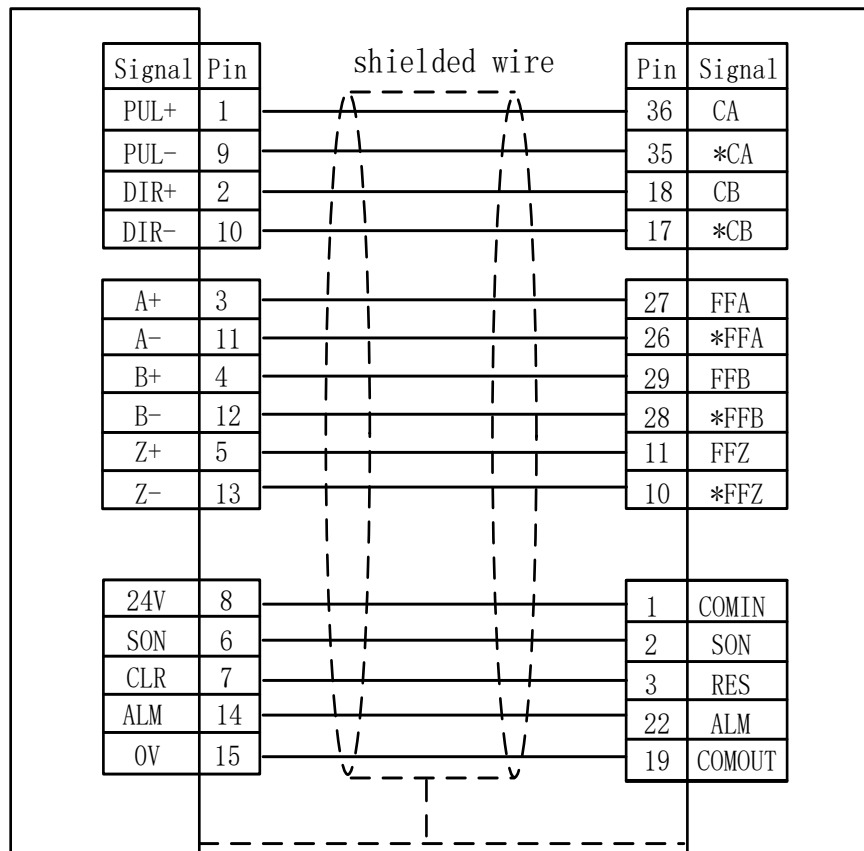 shielded wire
Signal Pin Pin Signal
PUL+ 1 36 CA
PUL- 9 35 *CA
DIR+ 2 18 CB
DIR- 10 17 *CB
A+ 3 27 FFA
A- 11 26 *FFA
B+ 4 29 FFB
B- 12 28 *FFB
Z+ 5 11 FFZ
Z- 13 10 *FFZ
24V 8 1 COMIN
SON 6 2 SON
CLR 7 3 RES
ALM 14 22 ALM
0V 15 19 COMOUT